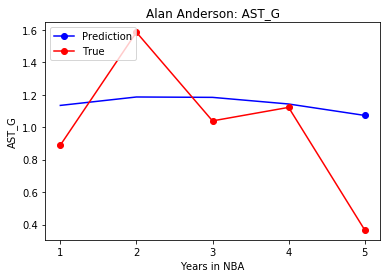 Alan Anderson: AST_G
Prediction
True
1.6
1.4
1.2
1.0
0.8
0.6
0.4
AST_G
1 2 3 4 5
Years in NBA